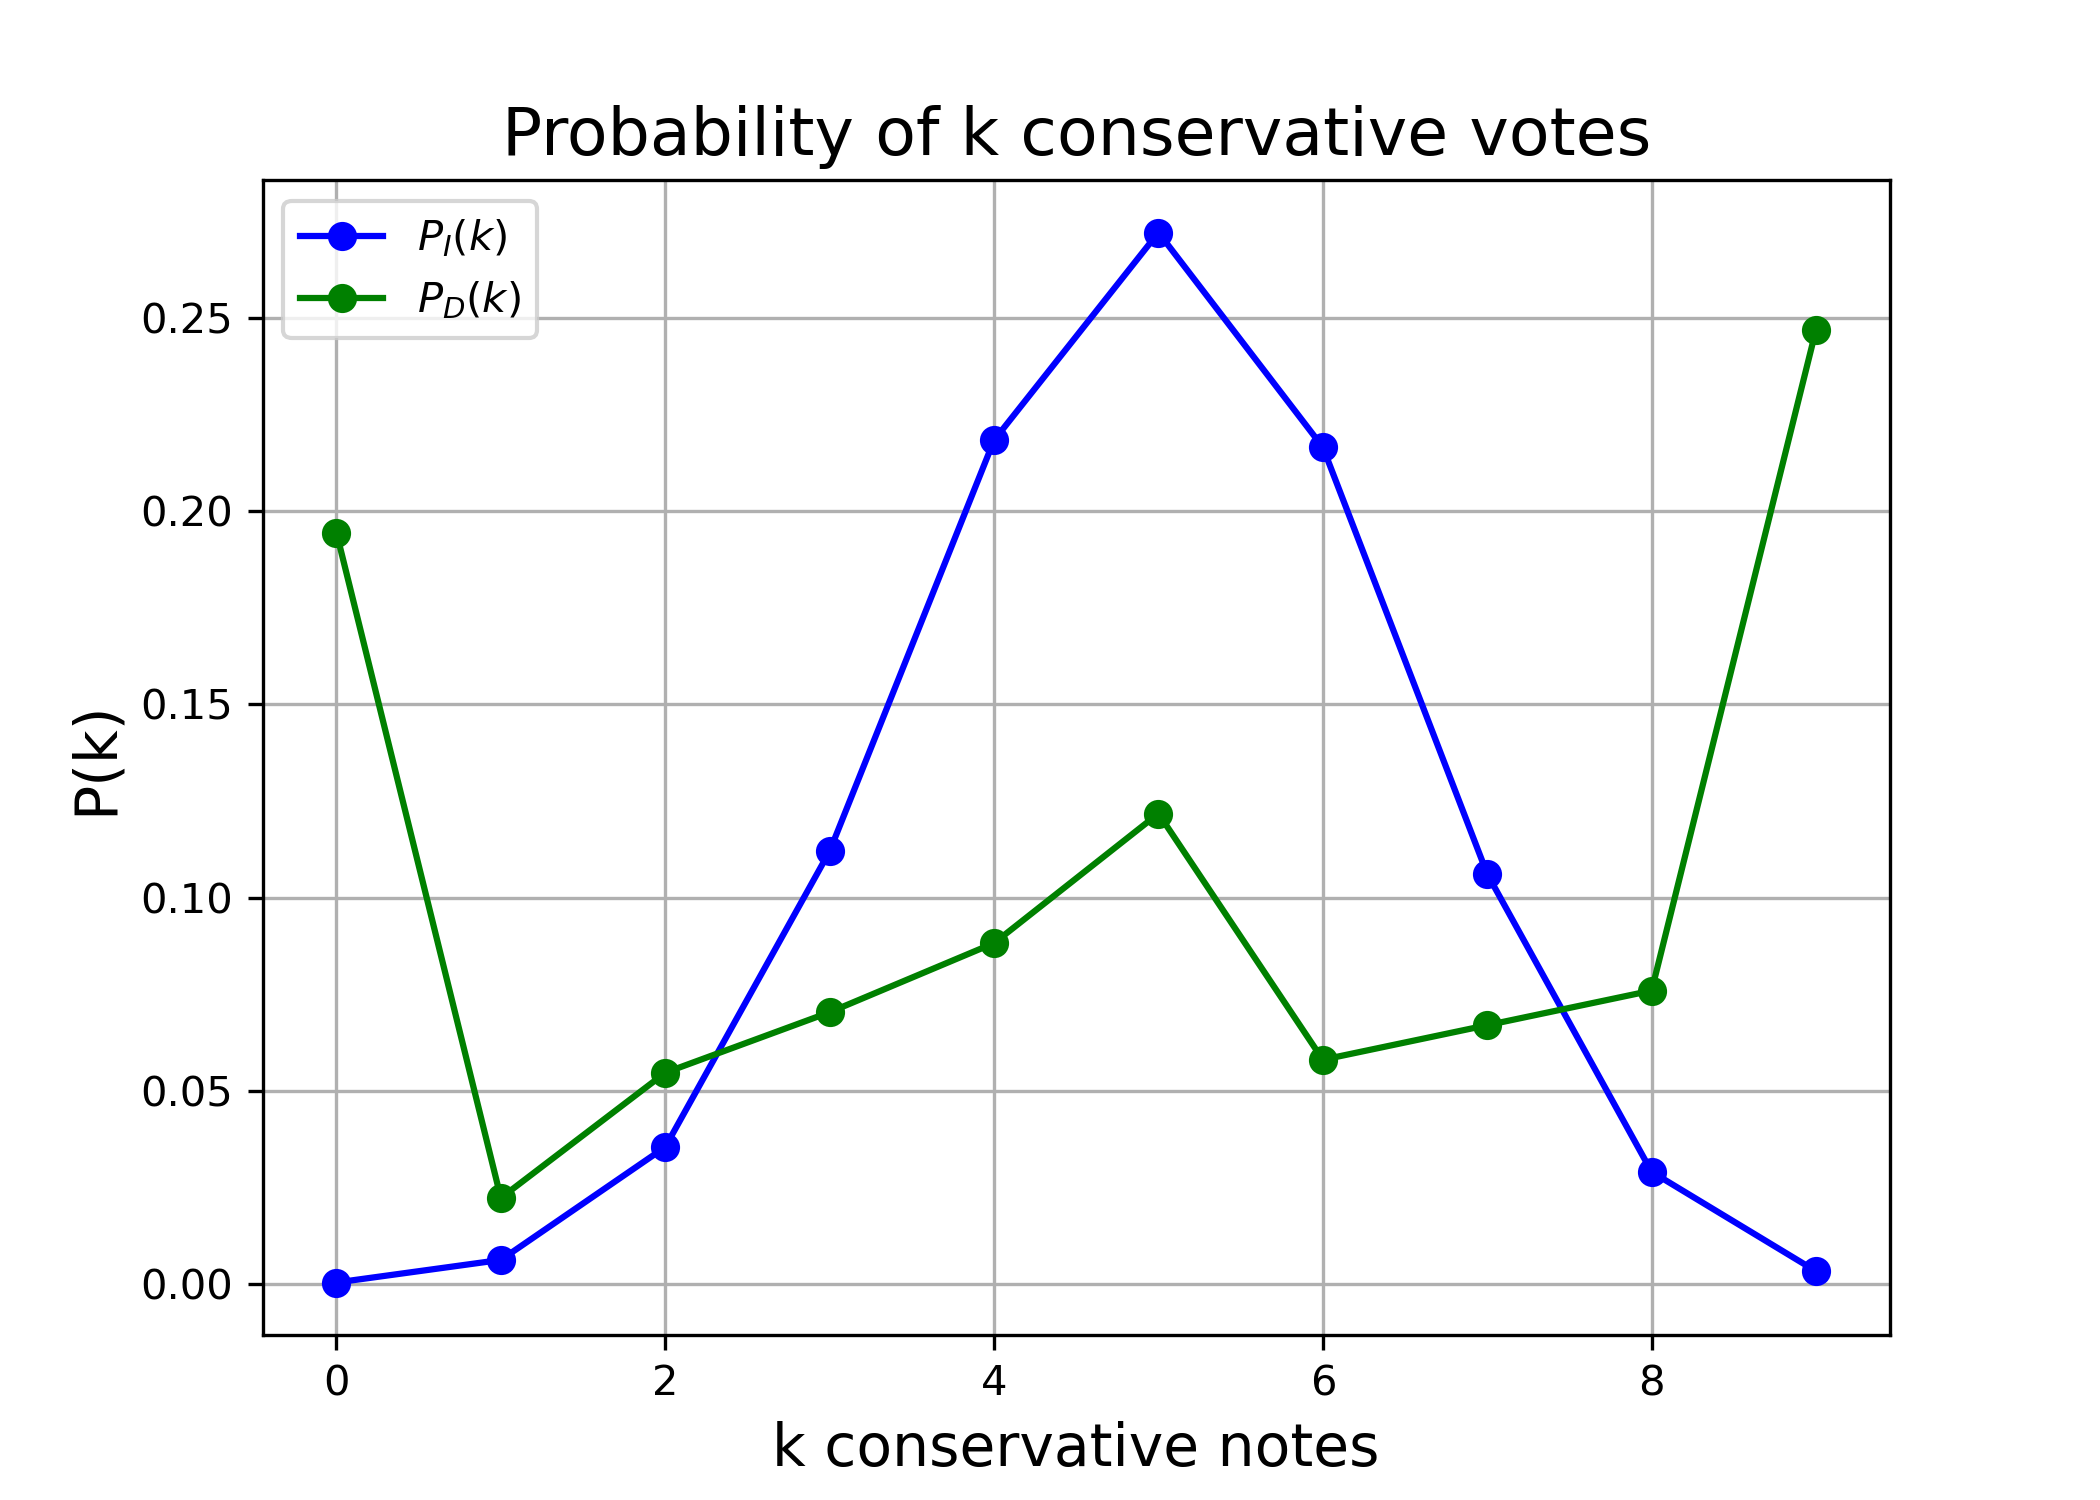 Probability of k conservative votes
P_I(k)
P_D(k)
0.25
0.20
0.15
0.10
0.05
0.00
P(k)
0 2 4 6 8
k conservative notes